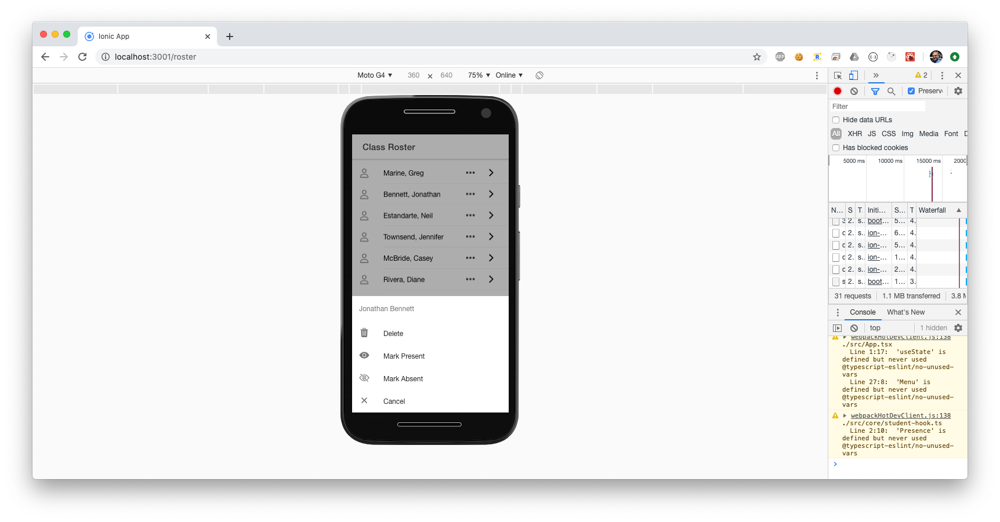 Ionic App
localhost:3001/roster
ABP
R
Moto G4 ▼ 360 × 640 75% ▼ Online ▼
2
Preserv
Filter
Hide data URLs
All XHR JS CSS Img Media Font D
Has blocked cookies
5000 ms 10000 ms 15000 ms 2000
N... S T. Initi... S... T Waterfall ▲
3 2. s.. boot... 5... 4.
c 2. s.. ion-... 6... 4.
c 2. s.. ion-... 5... 4.
c 2. s.. ion-... 1... 4.
c 2. s.. ion-... 2... 4.
s 2. s.. boot... 1... 3.
31 requests 1.1 MB transferred 3.8 M
Console What's New
top 1 hidden
webpackHotDevClient.js:138
./src/App.tsx
Line 1:17: 'useState' is
defined but never used
@typescript-eslint/no-unused-
vars
Line 27:8: 'Menu' is
defined but never used
@typescript-eslint/no-unused-
vars
webpackHotDevClient.js:138
./src/core/student-hook.ts
Line 2:10: 'Presence' is
defined but never used
@typescript-eslint/no-unused-
vars
Class Roster
Marine, Greg
Bennett, Jonathan
Estandarte, Neil
Townsend, Jennifer
McBride, Casey
Rivera, Diane
Jonathan Bennett
Delete
Mark Present
Mark Absent
Cancel